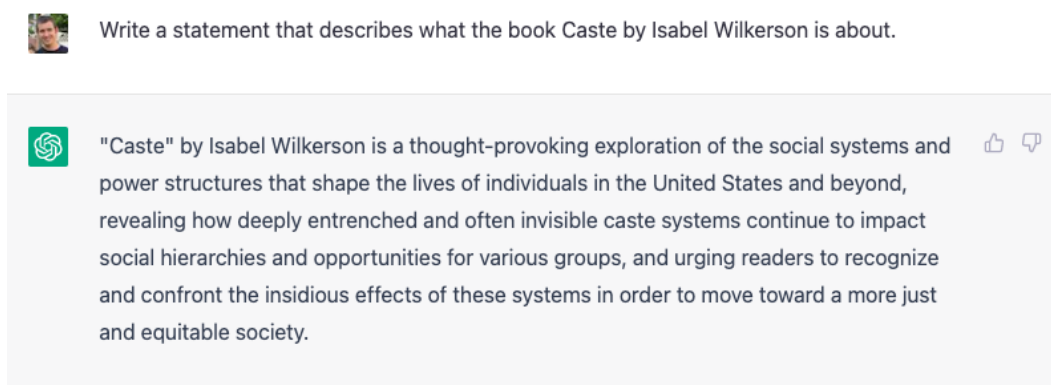 Write a statement that describes what the book Caste by Isabel Wilkerson is about.
"Caste" by Isabel Wilkerson is a thought-provoking exploration of the social systems and
power structures that shape the lives of individuals in the United States and beyond,
revealing how deeply entrenched and often invisible caste systems continue to impact
social hierarchies and opportunities for various groups, and urging readers to recognize
and confront the insidious effects of these systems in order to move toward a more just
and equitable society.